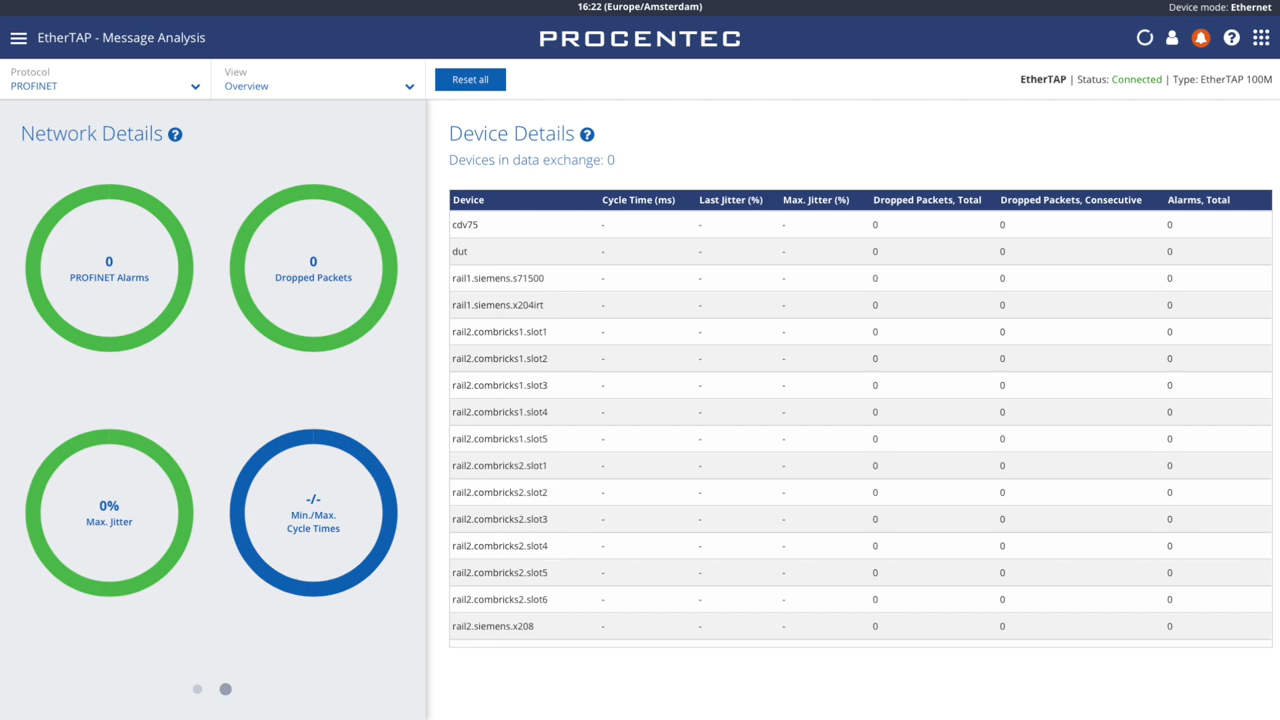 16:22 (Europe/Amsterdam)
Device mode: Ethernet
EtherTAP - Message Analysis
PROCENTEC
Protocol
PROFINET
View
Overview
Reset all
EtherTAP | Status: Connected | Type: EtherTAP 100M
Network Details ?
0
PROFINET Alarms
0
Dropped Packets
0%
Max. Jitter
-/-
Min./Max.
Cycle Times
Device Details ?
Devices in data exchange: 0
Device Cycle Time (ms) Last Jitter (%) Max. Jitter (%) Dropped Packets, Total Dropped Packets, Consecutive Alarms, Total
cdv75 - - - 0 0 0
dut - - - 0 0 0
rail1.siemens.s71500 - - - 0 0 0
rail1.siemens.x204irt - - - 0 0 0
rail2.combricks1.slot1 - - - 0 0 0
rail2.combricks1.slot2 - - - 0 0 0
rail2.combricks1.slot3 - - - 0 0 0
rail2.combricks1.slot4 - - - 0 0 0
rail2.combricks1.slot5 - - - 0 0 0
rail2.combricks2.slot1 - - - 0 0 0
rail2.combricks2.slot2 - - - 0 0 0
rail2.combricks2.slot3 - - - 0 0 0
rail2.combricks2.slot4 - - - 0 0 0
rail2.combricks2.slot5 - - - 0 0 0
rail2.combricks2.slot6 - - - 0 0 0
rail2.siemens.x208 - - - 0 0 0